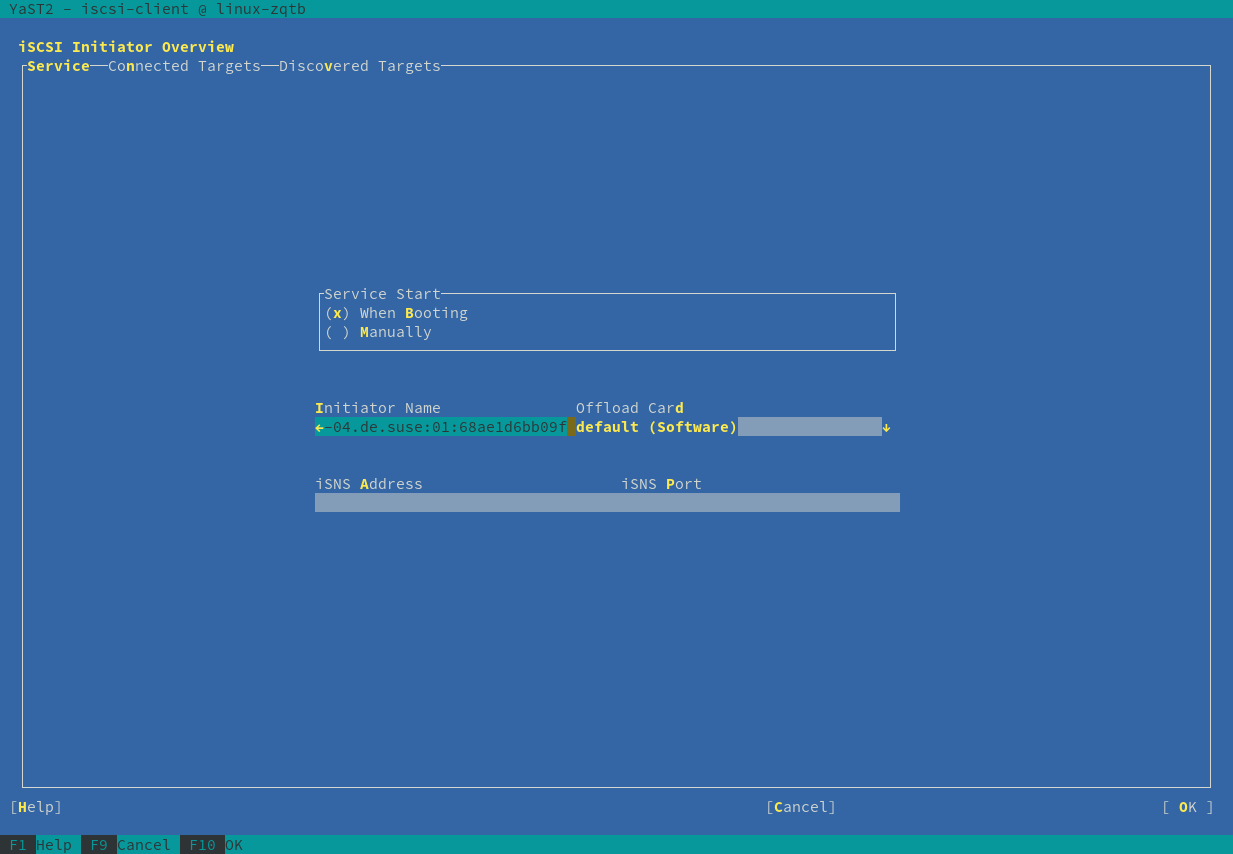 YaST2 - iscsi-client @ linux-zqtb
iSCSI Initiator Overview
Service Connected Targets Discovered Targets
Service Start
(x) When Booting
( ) Manually
Initiator Name Offload Card
←-04.de.suse:01:68ae1d6bb09f default (Software) ↓
iSNS Address iSNS Port
[Help] [Cancel] [ OK ]
F1 Help F9 Cancel F10 OK